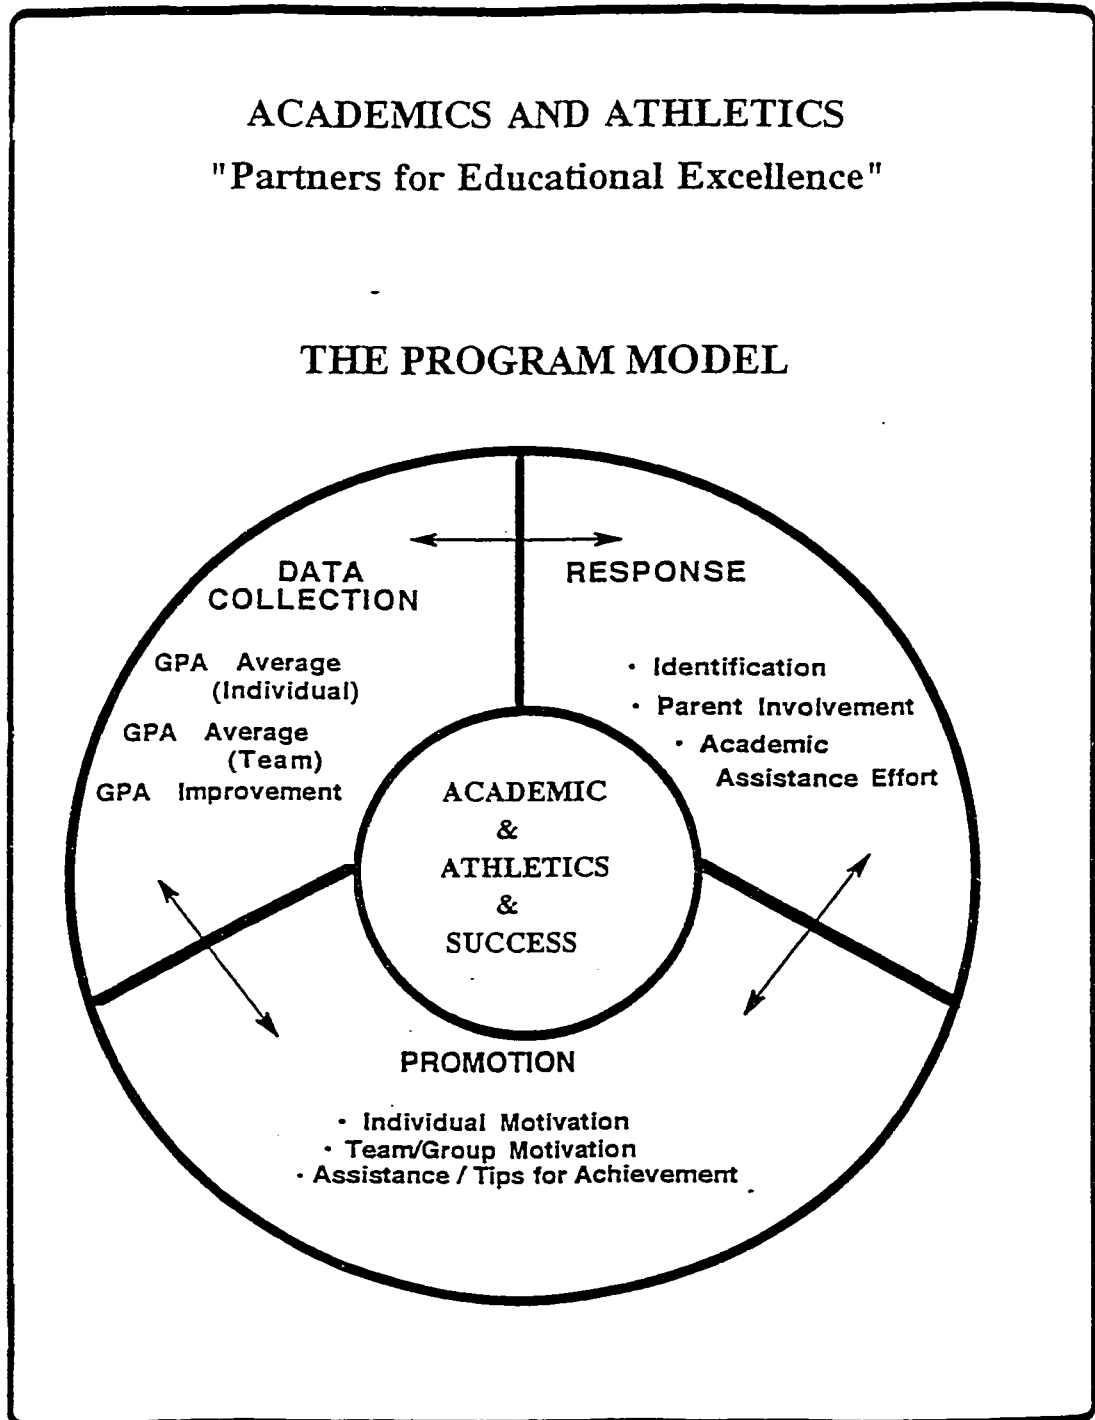 ACADEMICS AND ATHLETICS
"Partners for Educational Excellence"
THE PROGRAM MODEL
DATA
COLLECTION
GPA Average
(Individual)
GPA Average
(Team)
GPA Improvement
RESPONSE
· Identification
· Parent Involvement
· Academic
Assistance Effort
ACADEMIC
&
ATHLETICS
&
SUCCESS
PROMOTION
· Individual Motivation
· Team/Group Motivation
· Assistance / Tips for Achievement